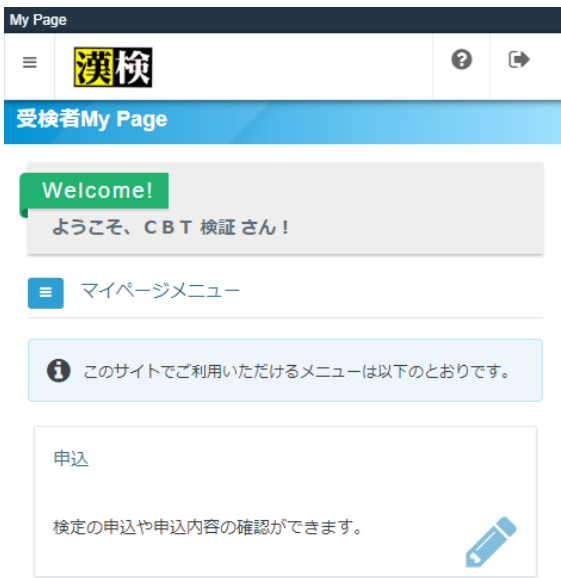 My Page
漢検
受検者My Page
Welcome!
ようこそ、ＣＢＴ 検証 さん！
マイページメニュー
このサイトでご利用いただけるメニューは以下のとおりです。
申込
検定の申込や申込内容の確認ができます。